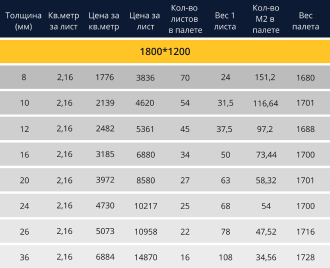 Толщина (мм) Кв.метр за лист Цена за кв.метр Цена за лист Кол-во листов в палете Вес 1 листа Кол-во М2 в палете Вес палета
1800*1200
8 2,16 1776 3836 70 24 151,2 1680
10 2,16 2139 4620 54 31,5 116,64 1701
12 2,16 2482 5361 45 37,5 97,2 1688
16 2,16 3185 6880 34 50 73,44 1700
20 2,16 3972 8580 27 63 58,32 1701
24 2,16 4730 10217 25 68 54 1700
26 2,16 5073 10958 22 78 47,52 1716
36 2,16 6884 14870 16 108 34,56 1728